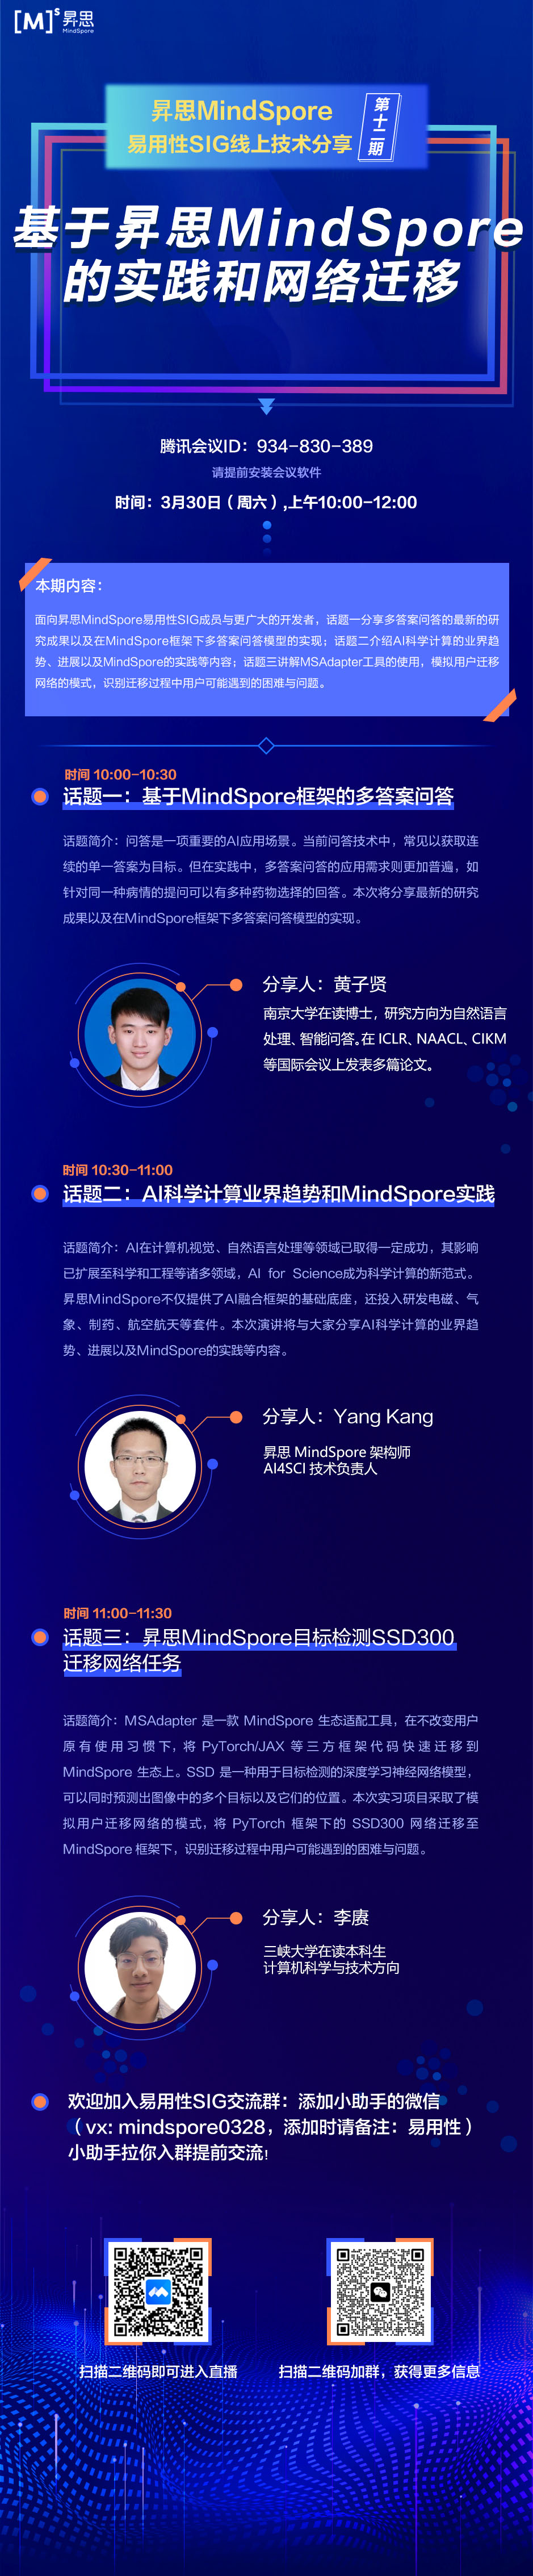 [M]ˢ 昇思
MindSpore
昇思MindSpore
易用性SIG线上技术分享
第十二期
基于昇思MindSpore
的实践和网络迁移
腾讯会议ID：934-830-389
请提前安装会议软件
时间：3月30日（周六）,上午10:00-12:00
本期内容：
面向昇思MindSpore易用性SIG成员与更广大的开发者，话题一分享多答案问答的最新的研
究成果以及在MindSpore框架下多答案问答模型的实现；话题二介绍AI科学计算的业界趋
势、进展以及MindSpore的实践等内容；话题三讲解MSAdapter工具的使用，模拟用户迁移
网络的模式，识别迁移过程中用户可能遇到的困难与问题。
时间 10:00-10:30
话题一：基于MindSpore框架的多答案问答
话题简介：问答是一项重要的AI应用场景。当前问答技术中，常见以获取连
续的单一答案为目标。但在实践中，多答案问答的应用需求则更加普遍，如
针对同一种病情的提问可以有多种药物选择的回答。本次将分享最新的研究
成果以及在MindSpore框架下多答案问答模型的实现。
分享人：黄子贤
南京大学在读博士，研究方向为自然语言
处理、智能问答。在 ICLR、NAACL、CIKM
等国际会议上发表多篇论文。
时间 10:30-11:00
话题二：AI科学计算业界趋势和MindSpore实践
话题简介：AI在计算机视觉、自然语言处理等领域已取得一定成功，其影响
已扩展至科学和工程等诸多领域，AI for Science成为科学计算的新范式。
昇思MindSpore不仅提供了AI融合框架的基础底座，还投入研发电磁、气
象、制药、航空航天等套件。本次演讲将与大家分享AI科学计算的业界趋
势、进展以及MindSpore的实践等内容。
分享人：Yang Kang
昇思 MindSpore 架构师
AI4SCI 技术负责人
时间 11:00-11:30
话题三：昇思MindSpore目标检测SSD300
迁移网络任务
话题简介：MSAdapter 是一款 MindSpore 生态适配工具，在不改变用户
原有使用习惯下，将 PyTorch/JAX 等三方框架代码快速迁移到
MindSpore 生态上。SSD 是一种用于目标检测的深度学习神经网络模型，
可以同时预测出图像中的多个目标以及它们的位置。本次实习项目采取了模
拟用户迁移网络的模式，将 PyTorch 框架下的 SSD300 网络迁移至
MindSpore 框架下，识别迁移过程中用户可能遇到的困难与问题。
分享人：李赓
三峡大学在读本科生
计算机科学与技术方向
欢迎加入易用性SIG交流群：添加小助手的微信
（vx: mindspore0328，添加时请备注：易用性）
小助手拉你入群提前交流!
扫描二维码即可进入直播
扫描二维码加群，获得更多信息